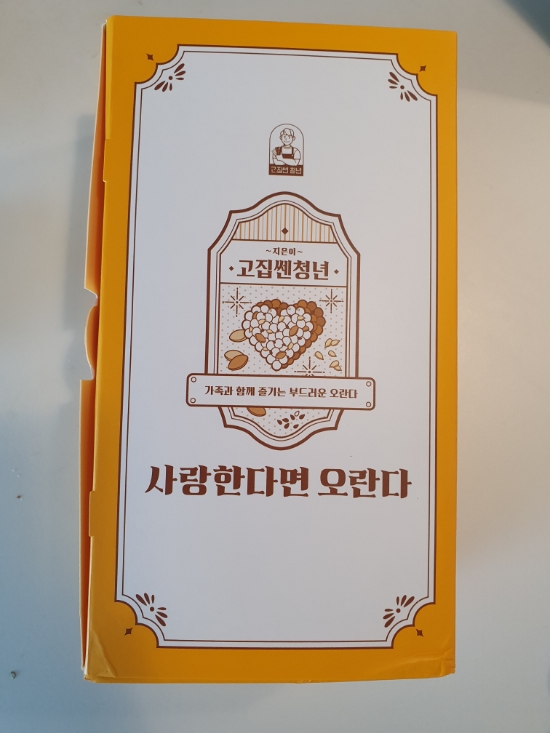 고집쎈 청년
~지은이~
고집쎈청년
가족과 함께 즐기는 부드러운 오란다
사랑한다면 오란다